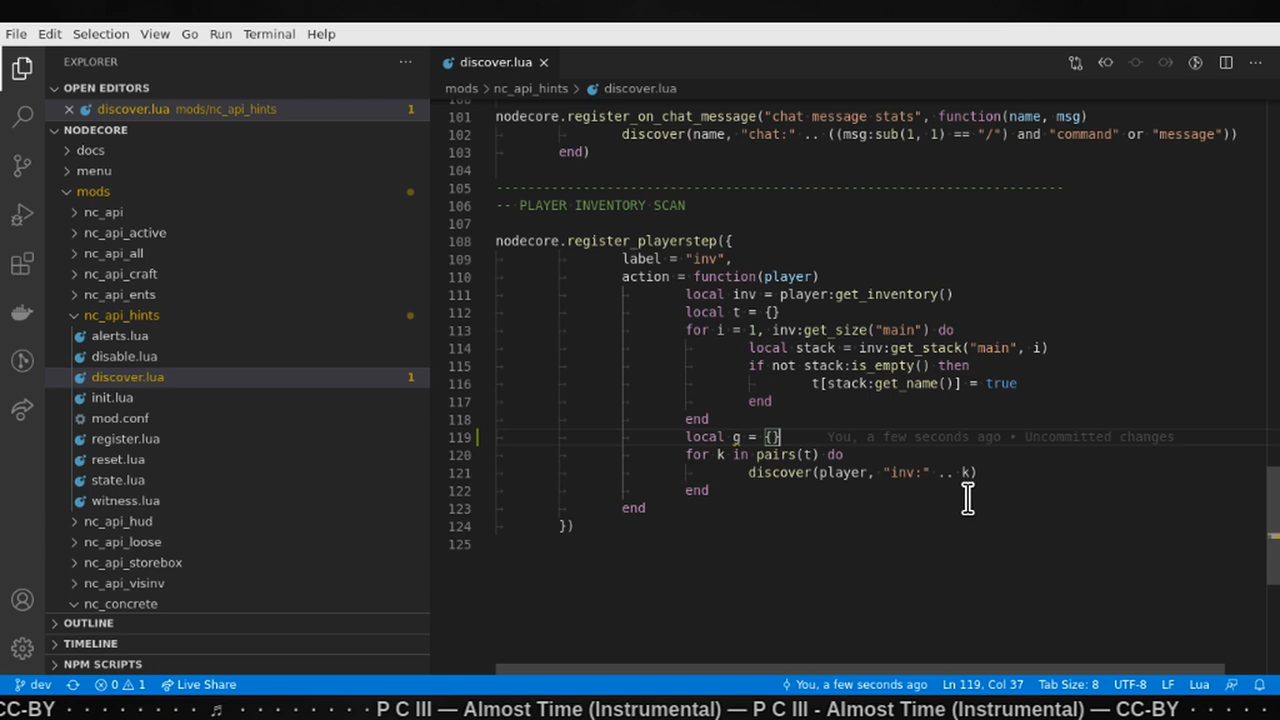 File Edit Selection View Go Run Terminal Help
EXPLORER
OPEN EDITORS
discover.lua mods/nc_api_hints 1
NODECORE
docs
menu
mods
nc_api
nc_api_active
nc_api_all
nc_api_craft
nc_api_ents
nc_api_hints
alerts.lua
disable.lua
discover.lua 1
init.lua
mod.conf
register.lua
reset.lua
state.lua
witness.lua
nc_api_hud
nc_api_loose
nc_api_storebox
nc_api_visinv
nc_concrete
OUTLINE
TIMELINE
NPM SCRIPTS
discover.lua
mods > nc_api_hints > discover.lua
101 nodecore.register_on_chat_message("chat message stats", function(name, msg)
102 discover(name, "chat:" .. ((msg:sub(1, 1) == "/") and "command" or "message"))
103 end)
104
105 ------------------------------------------------------------------------
106 -- PLAYER INVENTORY SCAN
107
108 nodecore.register_playerstep({
109 label = "inv",
110 action = function(player)
111 local inv = player:get_inventory()
112 local t = {}
113 for i = 1, inv:get_size("main") do
114 local stack = inv:get_stack("main", i)
115 if not stack:is_empty() then
116 t[stack:get_name()] = true
117 end
118 end
119 local g = {} You, a few seconds ago • Uncommitted changes
120 for k in pairs(t) do
121 discover(player, "inv:" .. k)
122 end
123 end
124 })
125
dev 0 1 Live Share You, a few seconds ago Ln 119, Col 37 Tab Size: 8 UTF-8 LF Lua
CC-BY · · · · · · · · ♬ · · · · · · · · P C III — Almost Time (Instrumental) — P C III - Almost Time (Instrumental) — CC-BY · · · · · ·